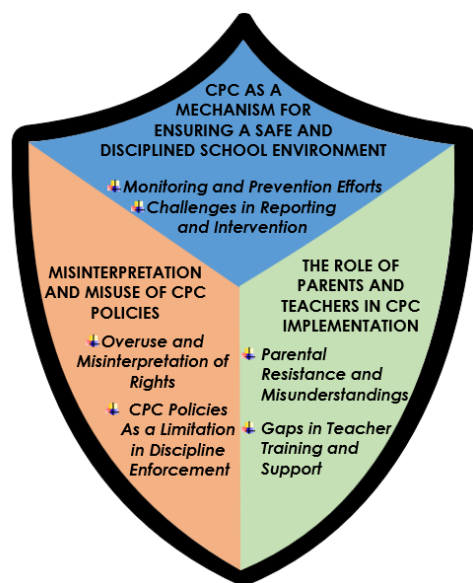 CPC AS A
MECHANISM FOR
ENSURING A SAFE AND
DISCIPLINED SCHOOL ENVIRONMENT
Monitoring and Prevention Efforts
Challenges in Reporting
and Intervention
MISINTERPRETATION
AND MISUSE OF CPC
POLICIES
Overuse and
Misinterpretation of
Rights
CPC Policies
As a Limitation
in Discipline
Enforcement
THE ROLE OF
PARENTS AND
TEACHERS IN CPC
IMPLEMENTATION
Parental
Resistance and
Misunderstandings
Gaps in Teacher
Training and
Support